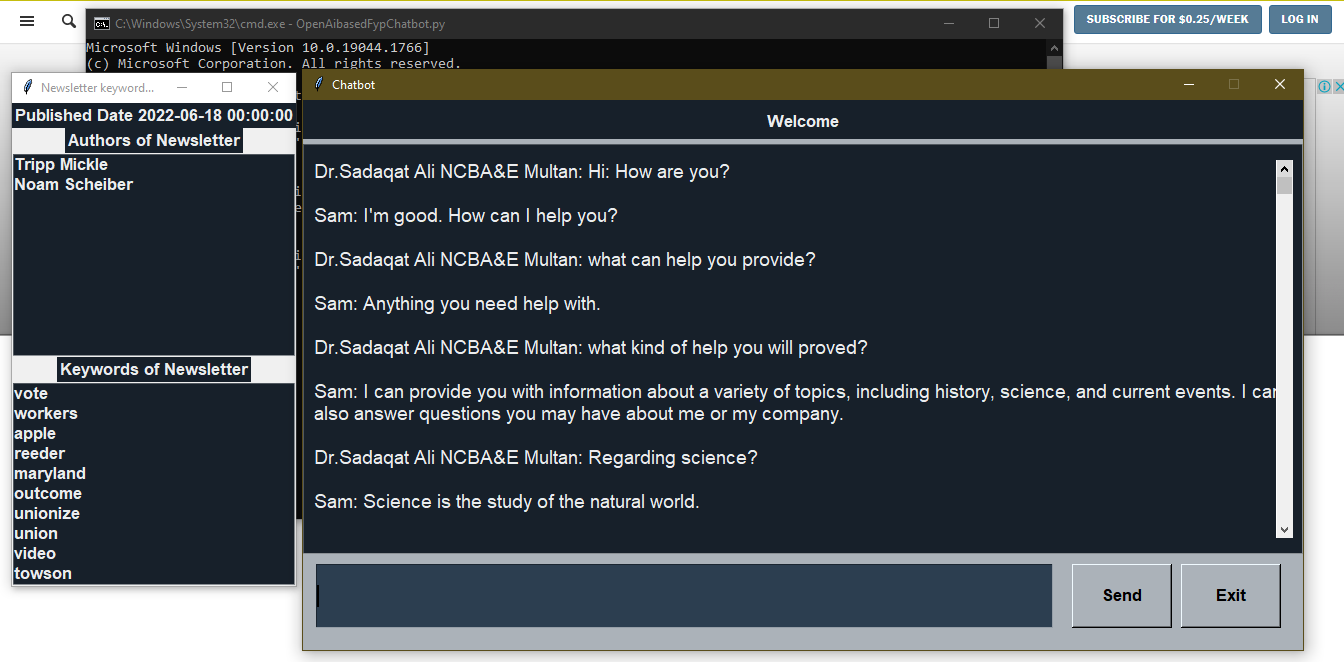 C:\Windows\System32\cmd.exe - OpenAibasedFypChatbot.py
SUBSCRIBE FOR $0.25/WEEK
LOG IN
Microsoft Windows [Version 10.0.19044.1766]
(c) Microsoft Corporation. All rights reserved.
Newsletter keyword...
Published Date 2022-06-18 00:00:00
Authors of Newsletter
Tripp Mickle
Noam Scheiber
Keywords of Newsletter
vote
workers
apple
reeder
maryland
outcome
unionize
union
video
towson
Chatbot
Welcome
Dr.Sadaqat Ali NCBA&E Multan: Hi: How are you?
Sam: I'm good. How can I help you?
Dr.Sadaqat Ali NCBA&E Multan: what can help you provide?
Sam: Anything you need help with.
Dr.Sadaqat Ali NCBA&E Multan: what kind of help you will proved?
Sam: I can provide you with information about a variety of topics, including history, science, and current events. I can
also answer questions you may have about me or my company.
Dr.Sadaqat Ali NCBA&E Multan: Regarding science?
Sam: Science is the study of the natural world.
Send
Exit